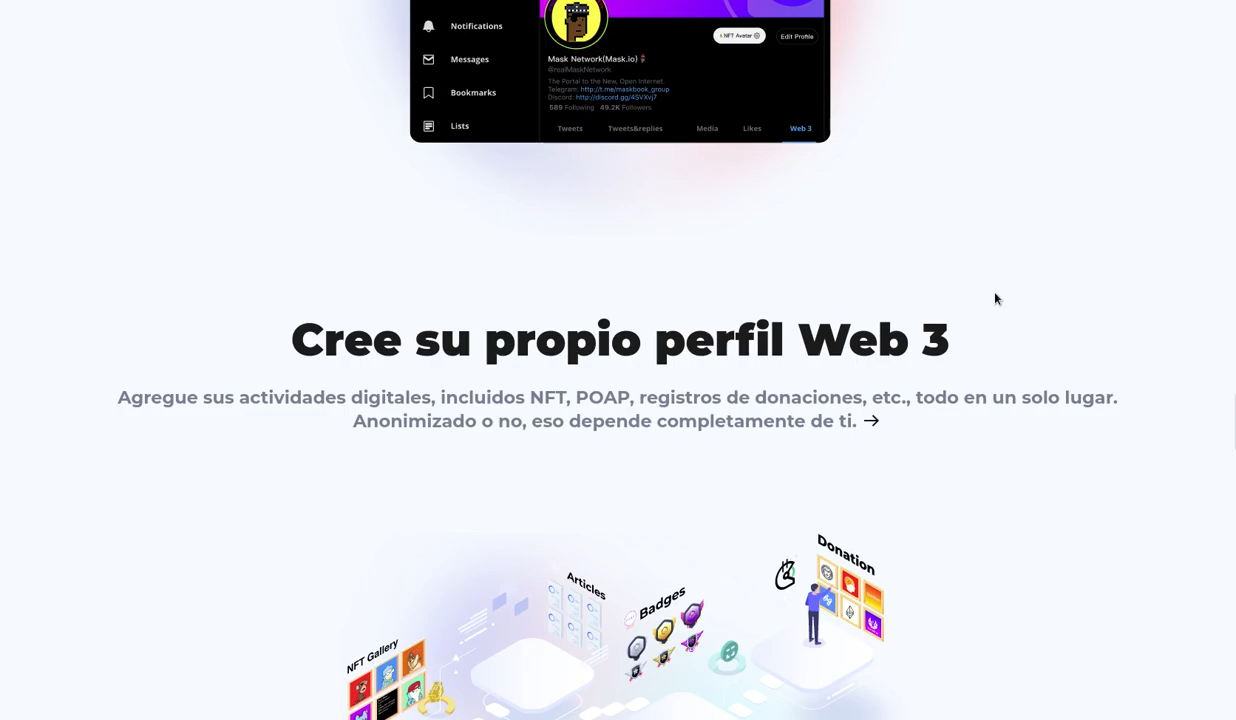 Notifications
Messages
Bookmarks
Lists
NFT Avatar
Edit Profile
Mask Network(Mask.io)
@realMaskNetwork
The Portal to the New, Open Internet.
Telegram: http://t.me/maskbook_group
Discord: http://discord.gg/4SVXvj7
589 Following 49.2K Followers
Tweets Tweets&replies Media Likes Web 3
Cree su propio perfil Web 3
Agregue sus actividades digitales, incluidos NFT, POAP, registros de donaciones, etc., todo en un solo lugar.
Anonimizado o no, eso depende completamente de ti. →
Donation
Articles
Badges
NFT Gallery